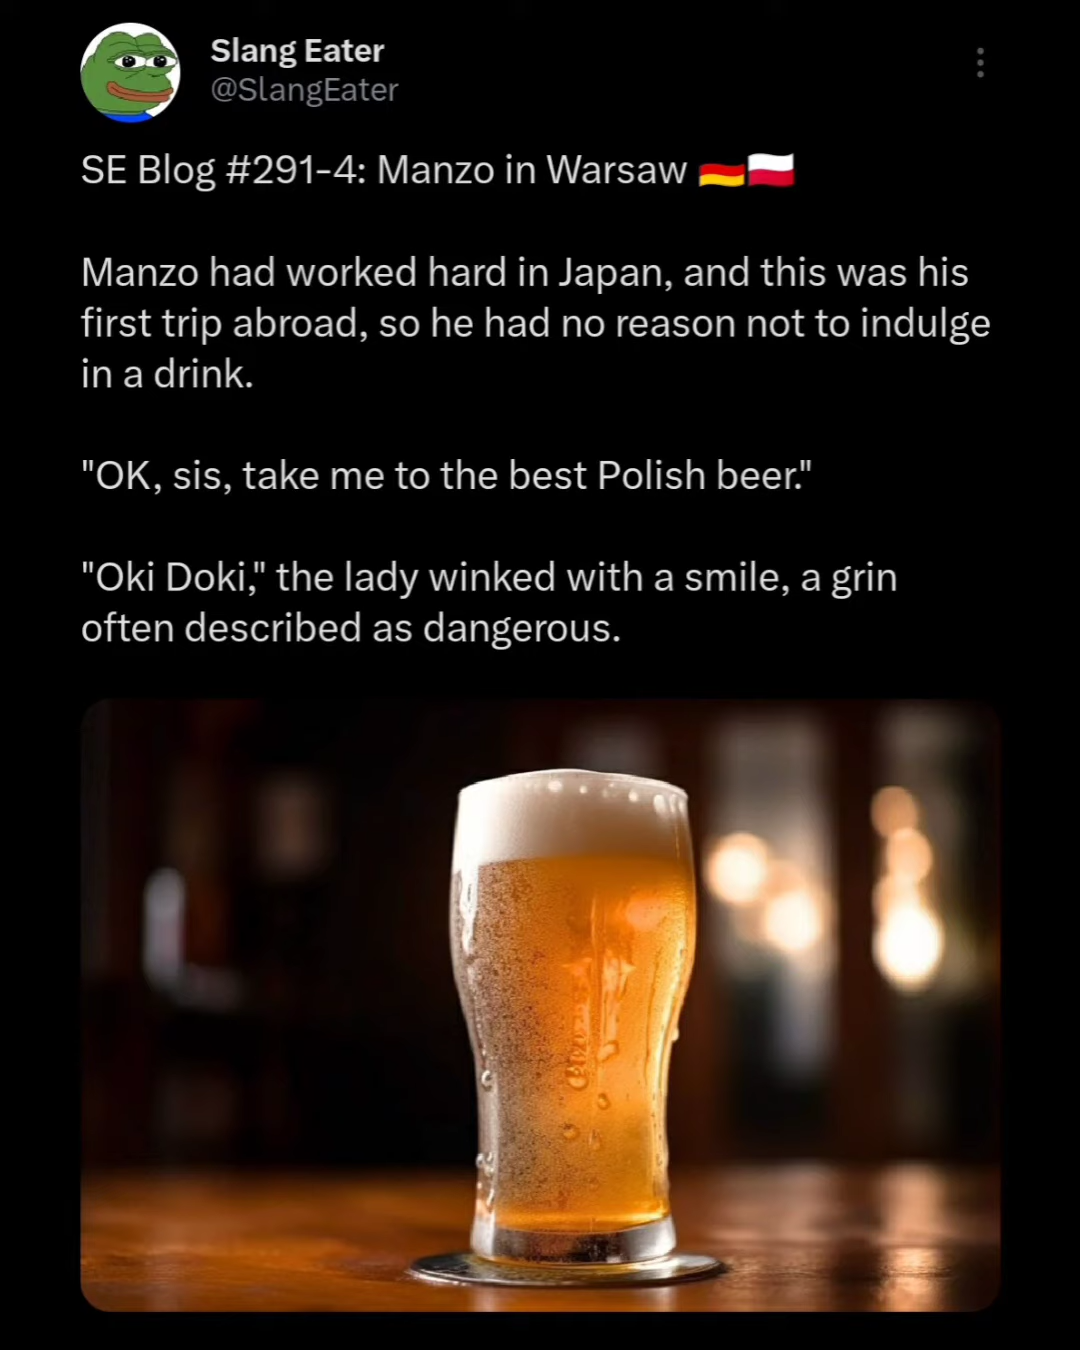 Slang Eater
@SlangEater
SE Blog #291-4: Manzo in Warsaw 🇩🇪🇵🇱
Manzo had worked hard in Japan, and this was his
first trip abroad, so he had no reason not to indulge
in a drink.
"OK, sis, take me to the best Polish beer."
"Oki Doki," the lady winked with a smile, a grin
often described as dangerous.